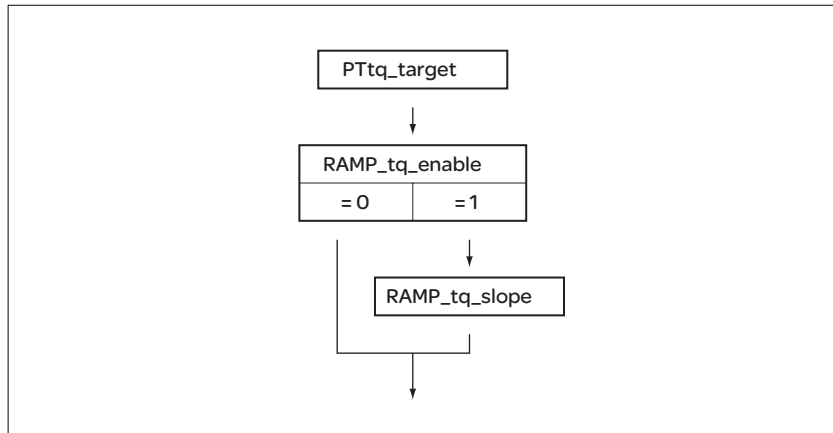 PTtq_target
RAMP_tq_enable
= 0 = 1
RAMP_tq_slope